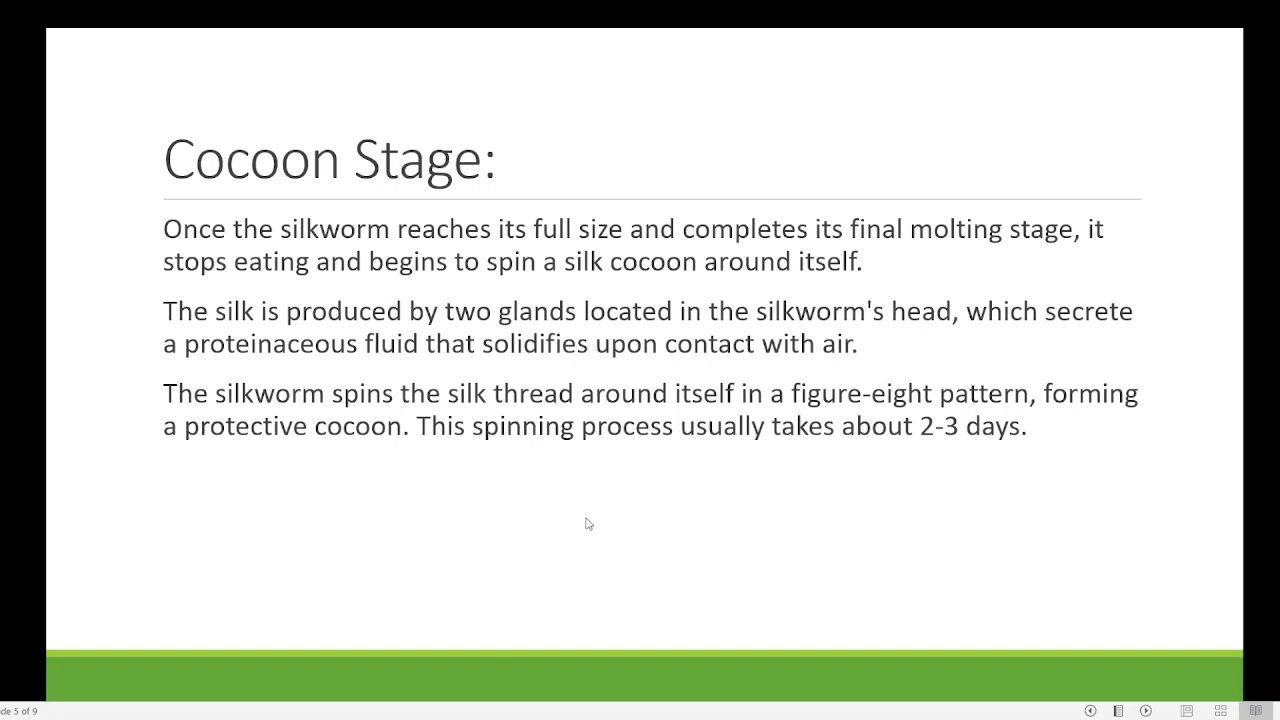 Cocoon Stage:
Once the silkworm reaches its full size and completes its final molting stage, it
stops eating and begins to spin a silk cocoon around itself.
The silk is produced by two glands located in the silkworm's head, which secrete
a proteinaceous fluid that solidifies upon contact with air.
The silkworm spins the silk thread around itself in a figure-eight pattern, forming
a protective cocoon. This spinning process usually takes about 2-3 days.
de 5 of 9